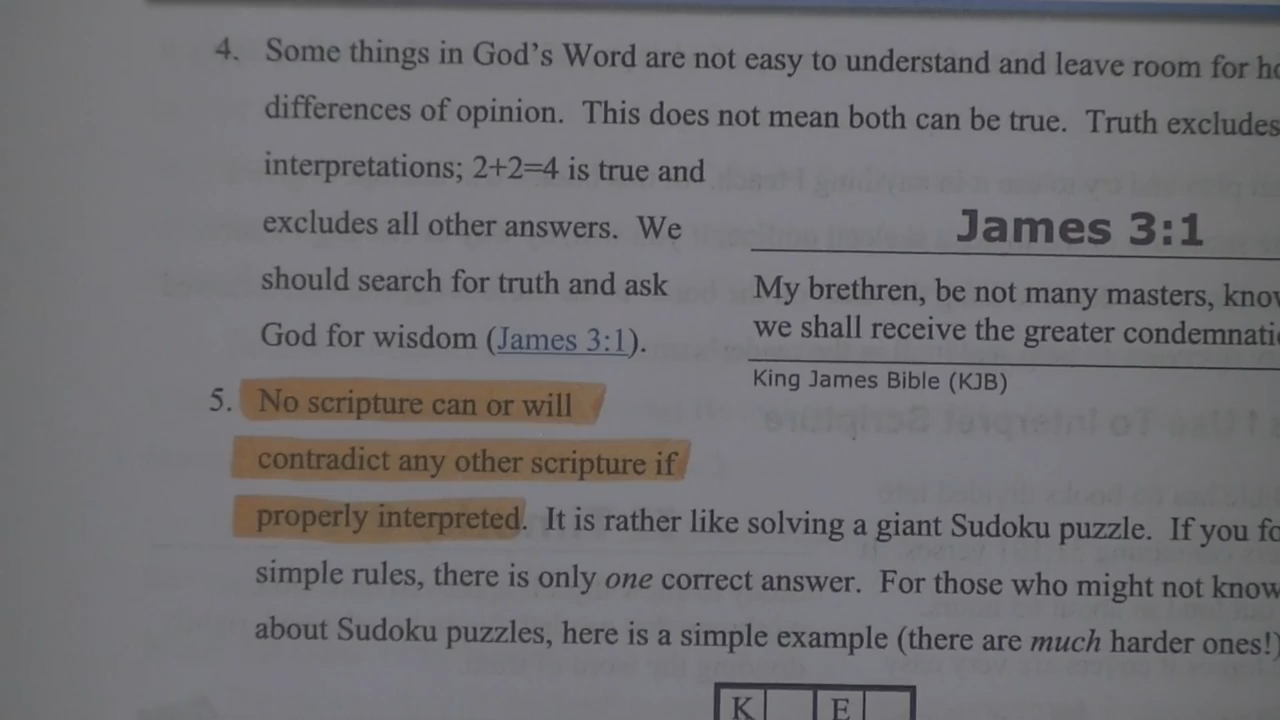 4. Some things in God's Word are not easy to understand and leave room for
differences of opinion. This does not mean both can be true. Truth excludes
interpretations; 2+2=4 is true and
excludes all other answers. We
should search for truth and ask
God for wisdom (James 3:1).
James 3:1
My brethren, be not many masters,
we shall receive the greater
King James Bible (KJB)
5. No scripture can or will
contradict any other scripture if
properly interpreted. It is rather like solving a giant Sudoku puzzle. If you
simple rules, there is only one correct answer. For those who might not know
about Sudoku puzzles, here is a simple example (there are much harder ones!)
K E